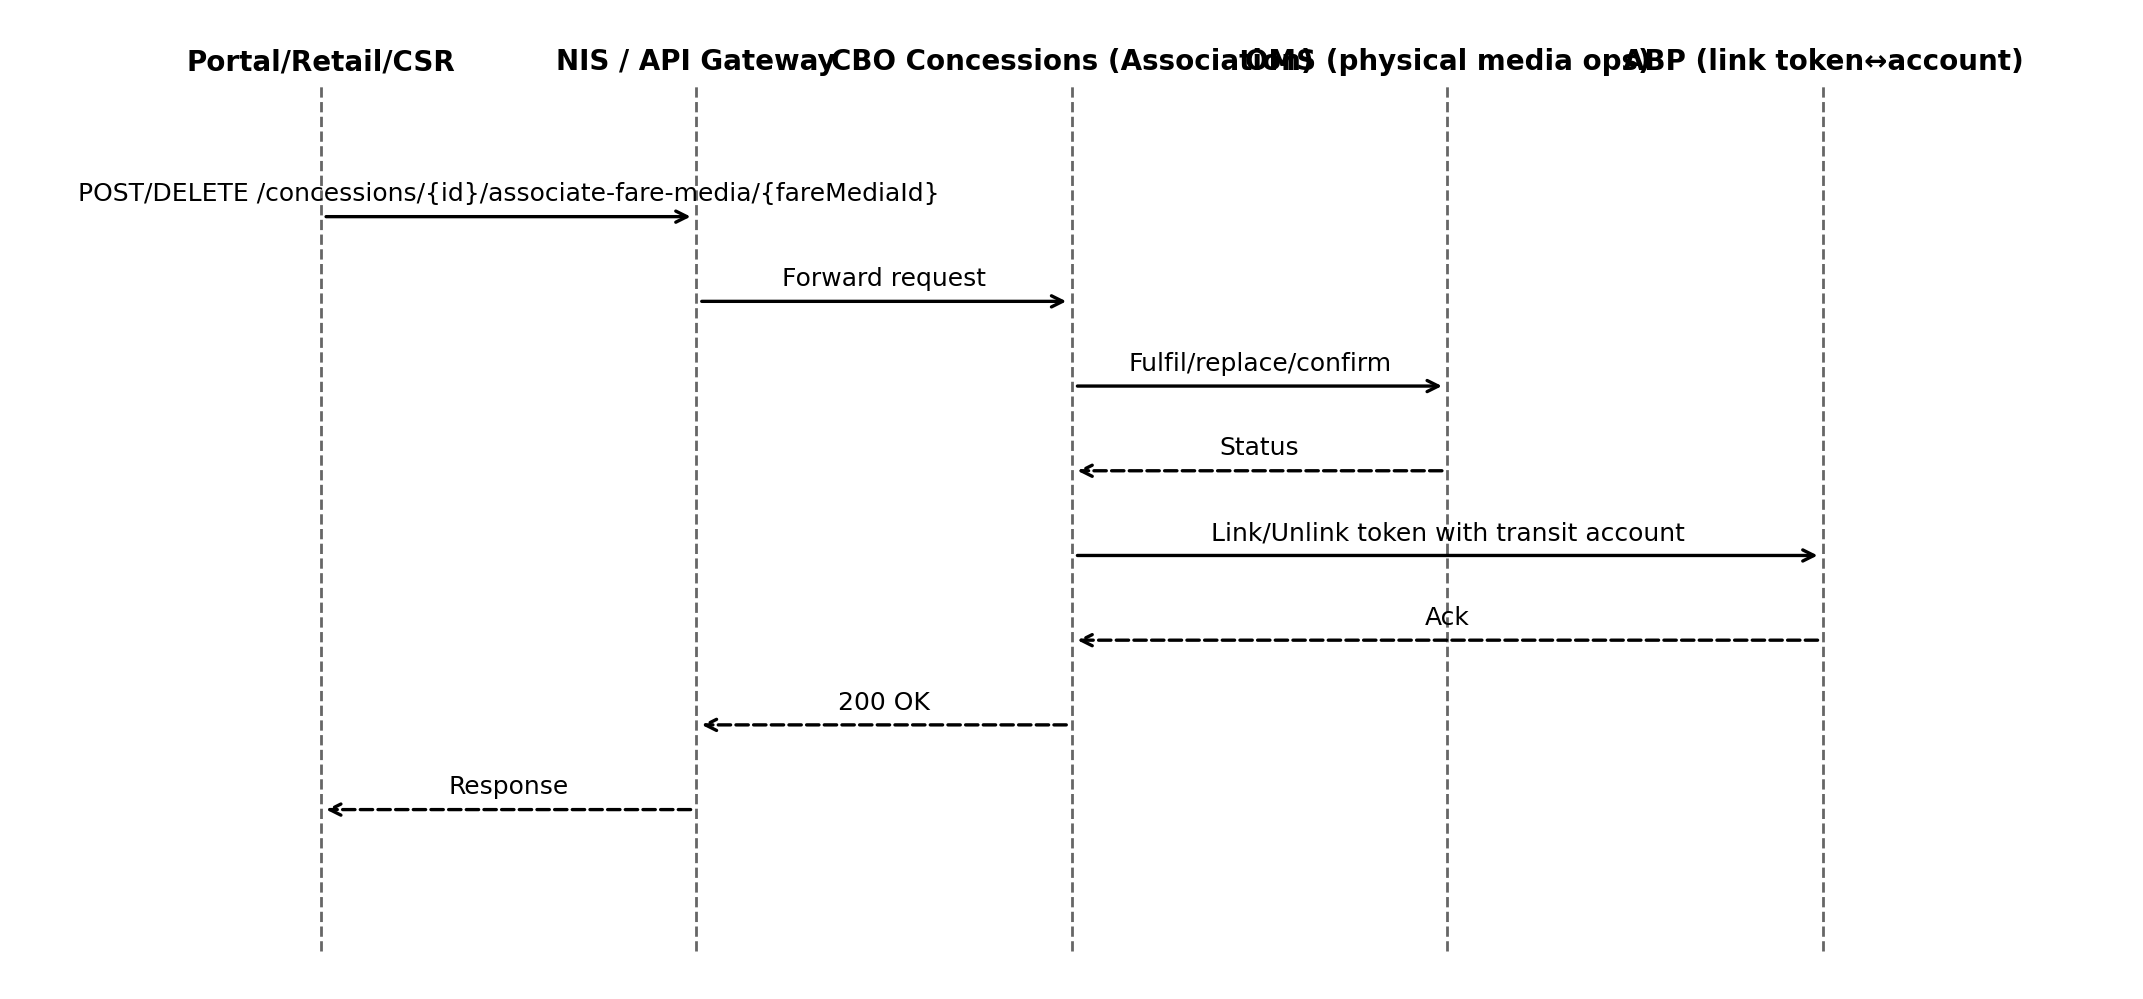 Portal/Retail/CSR
NIS / API Gateway
CBO Concessions (Association)
OMS (physical media ops)
ABP (link token↔account)
POST/DELETE /concessions/{id}/associate-fare-media/{fareMediaId}
Forward request
Fulfil/replace/confirm
Status
Link/Unlink token with transit account
Ack
200 OK
Response